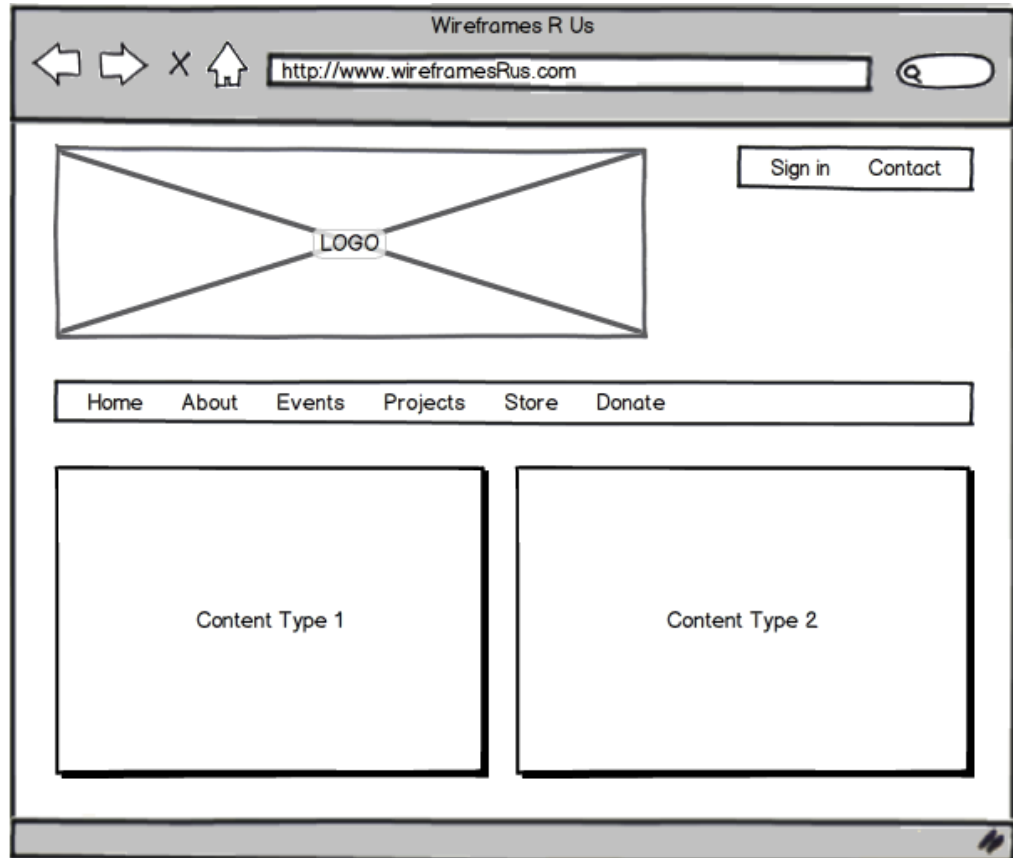 Wireframes R Us
http://www.wireframesRus.com
Sign in Contact
LOGO
Home About Events Projects Store Donate
Content Type 1
Content Type 2